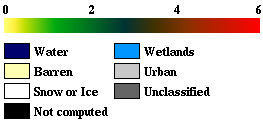 0 2 4 6
Water Wetlands
Barren Urban
Snow or Ice Unclassified
Not computed